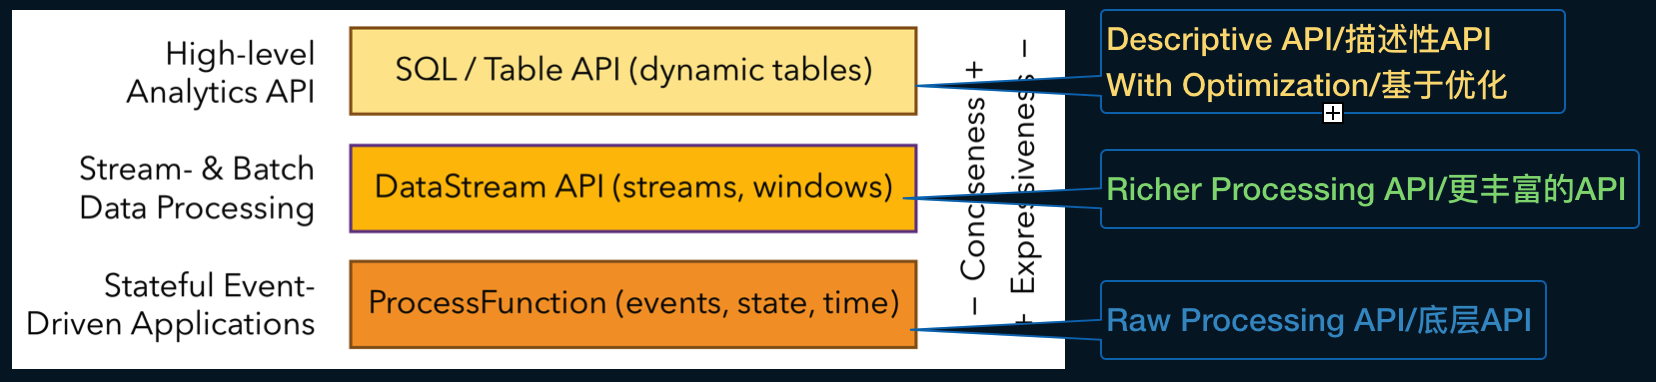 High-level
Analytics API
SQL / Table API (dynamic tables)
Stream- & Batch
Data Processing
DataStream API (streams, windows)
Stateful Event-
Driven Applications
ProcessFunction (events, state, time)
− Conciseness +
+ Expressiveness −
Descriptive API/描述性API
With Optimization/基于优化
Richer Processing API/更丰富的API
Raw Processing API/底层API